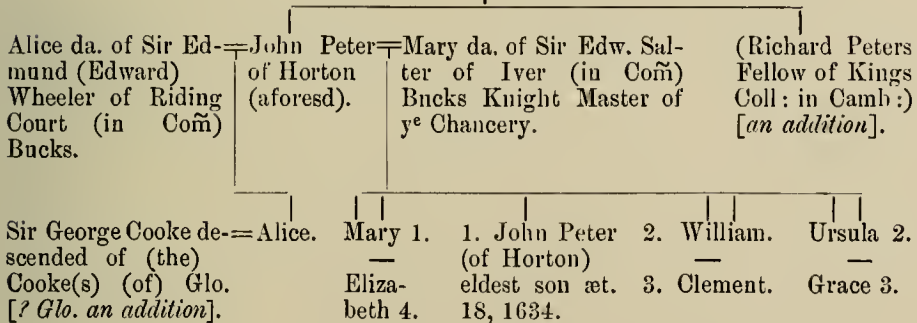 Alice da. of Sir Ed-
mund (Edward)
Wheeler of Riding
Court (in Com̃)
Bucks.
John Peter
of Horton
(aforesd).
Mary da. of Sir Edw. Sal-
ter of Iver (in Com̃)
Bucks Knight Master of
yᵉ Chancery.
(Richard Peters
Fellow of Kings
Coll: in Camb:)
[an addition].
Sir George Cooke de-=Alice.
scended of (the)
Cooke(s) (of) Glo.
[? Glo. an addition].
Mary 1.
—
Eliza-
beth 4.
1. John Peter
(of Horton)
eldest son æt.
18, 1634.
2. William.
—
3. Clement.
Ursula 2.
—
Grace 3.